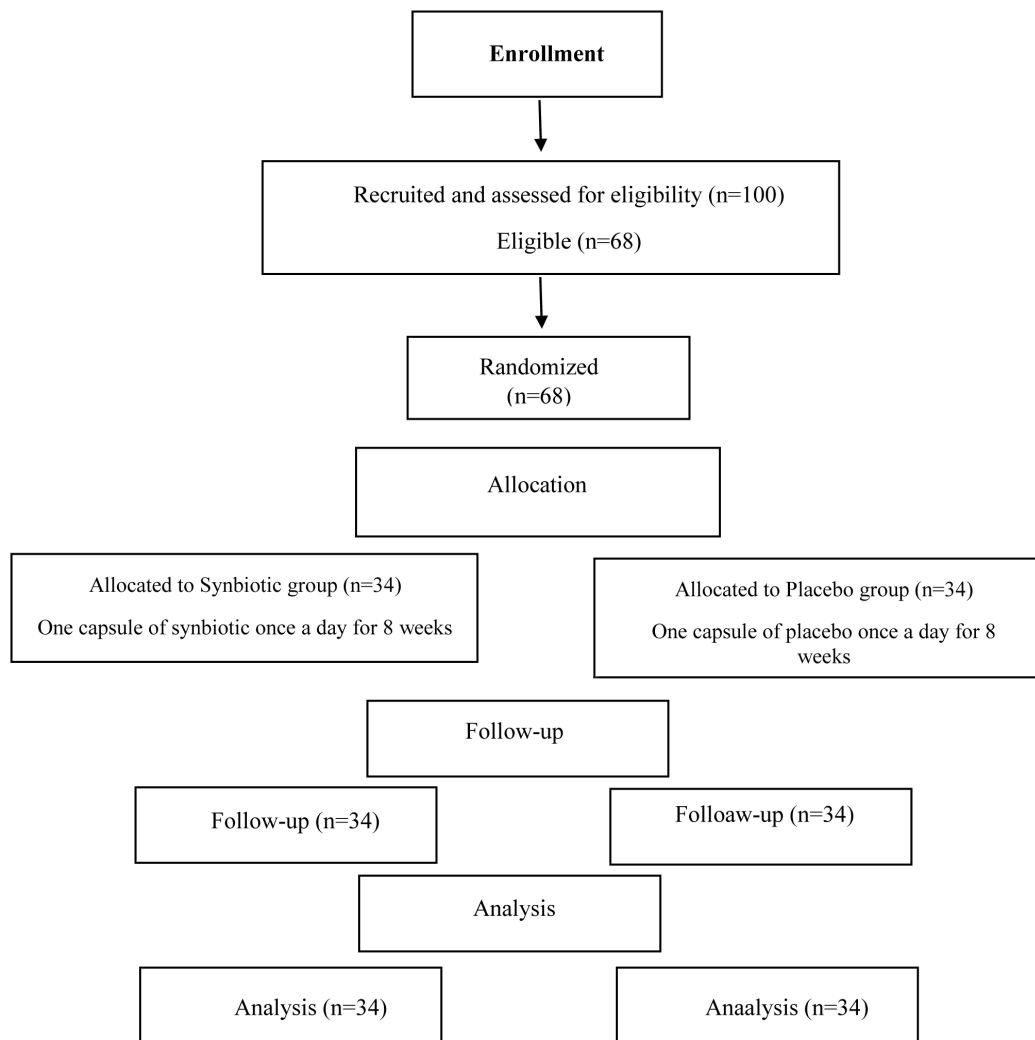 Enrollment
Recruited and assessed for eligibility (n=100)
Eligible (n=68)
Randomized
(n=68)
Allocation
Allocated to Synbiotic group (n=34)
One capsule of synbiotic once a day for 8 weeks
Allocated to Placebo group (n=34)
One capsule of placebo once a day for 8
weeks
Follow-up
Follow-up (n=34)
Folloaw-up (n=34)
Analysis
Analysis (n=34)
Anaalysis (n=34)